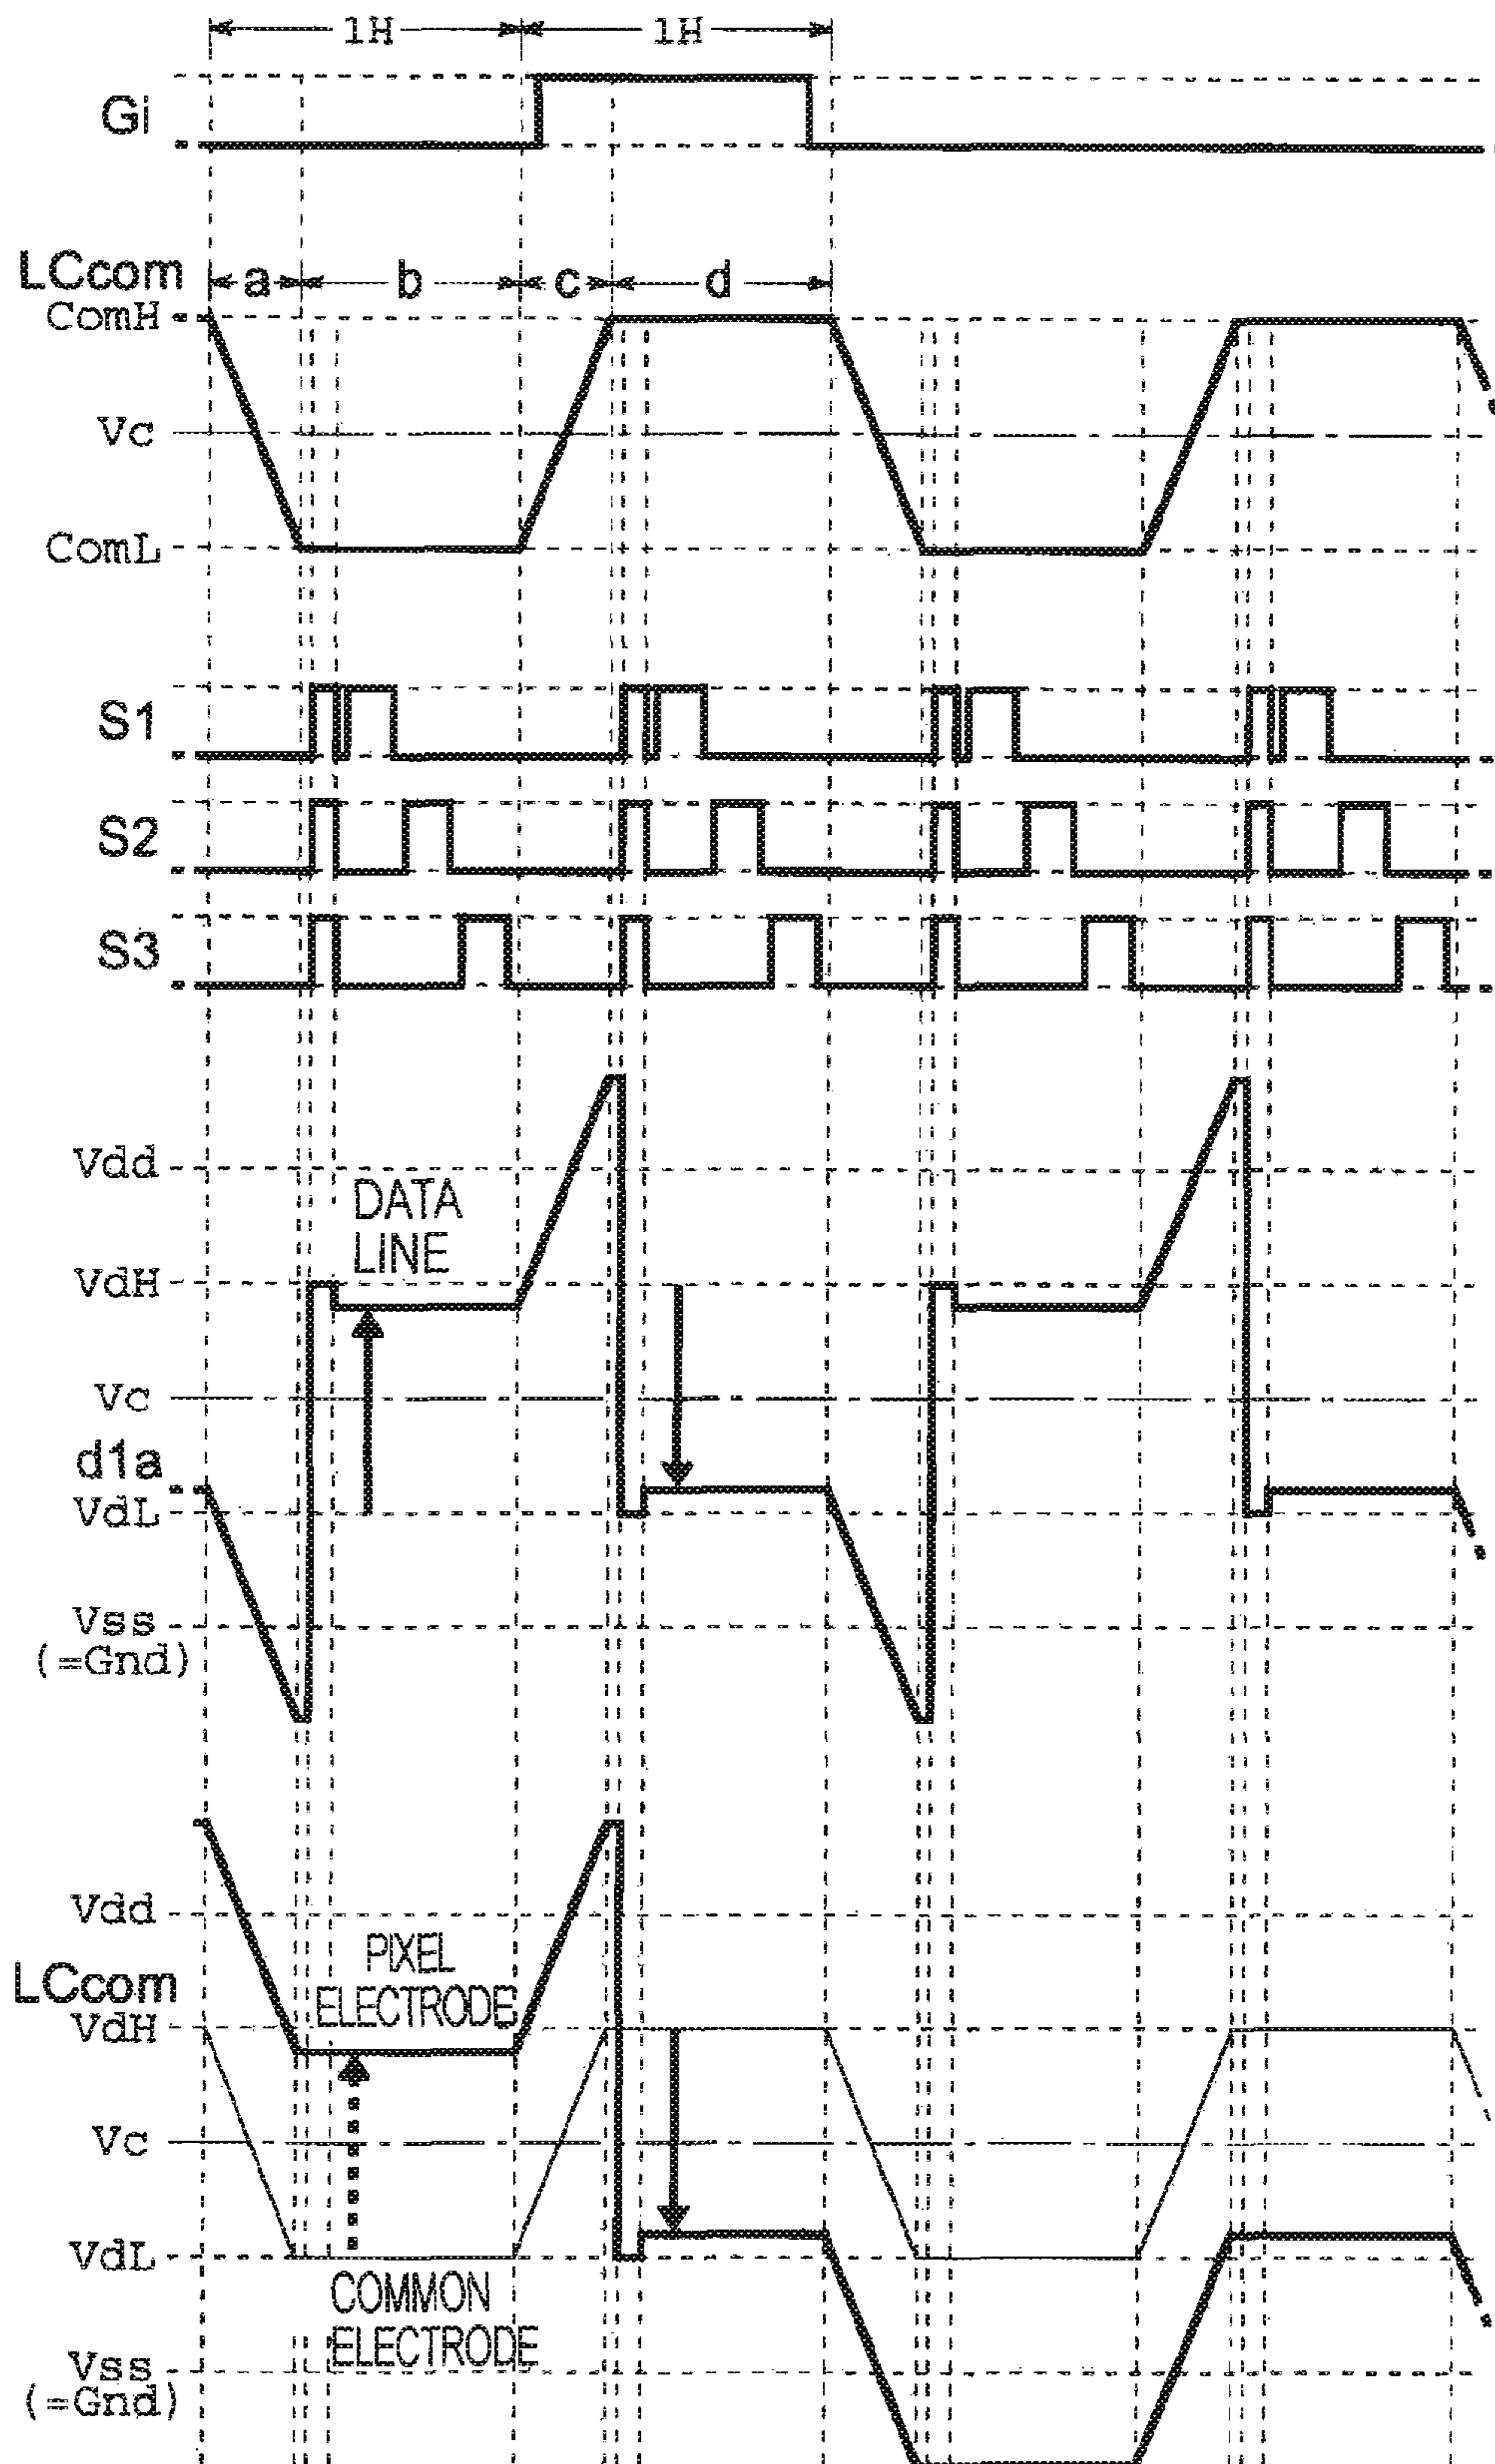 1H 1H
Gi
LCcom a b c d
ComH
Vc
ComL
S1
S2
S3
Vdd
DATA
LINE
VdH
Vc
d1a
VdL
Vss
(=Gnd)
Vdd
PIXEL
LCcom
ELECTRODE
VdH
Vc
VdL
COMMON
ELECTRODE
Vss
(=Gnd)